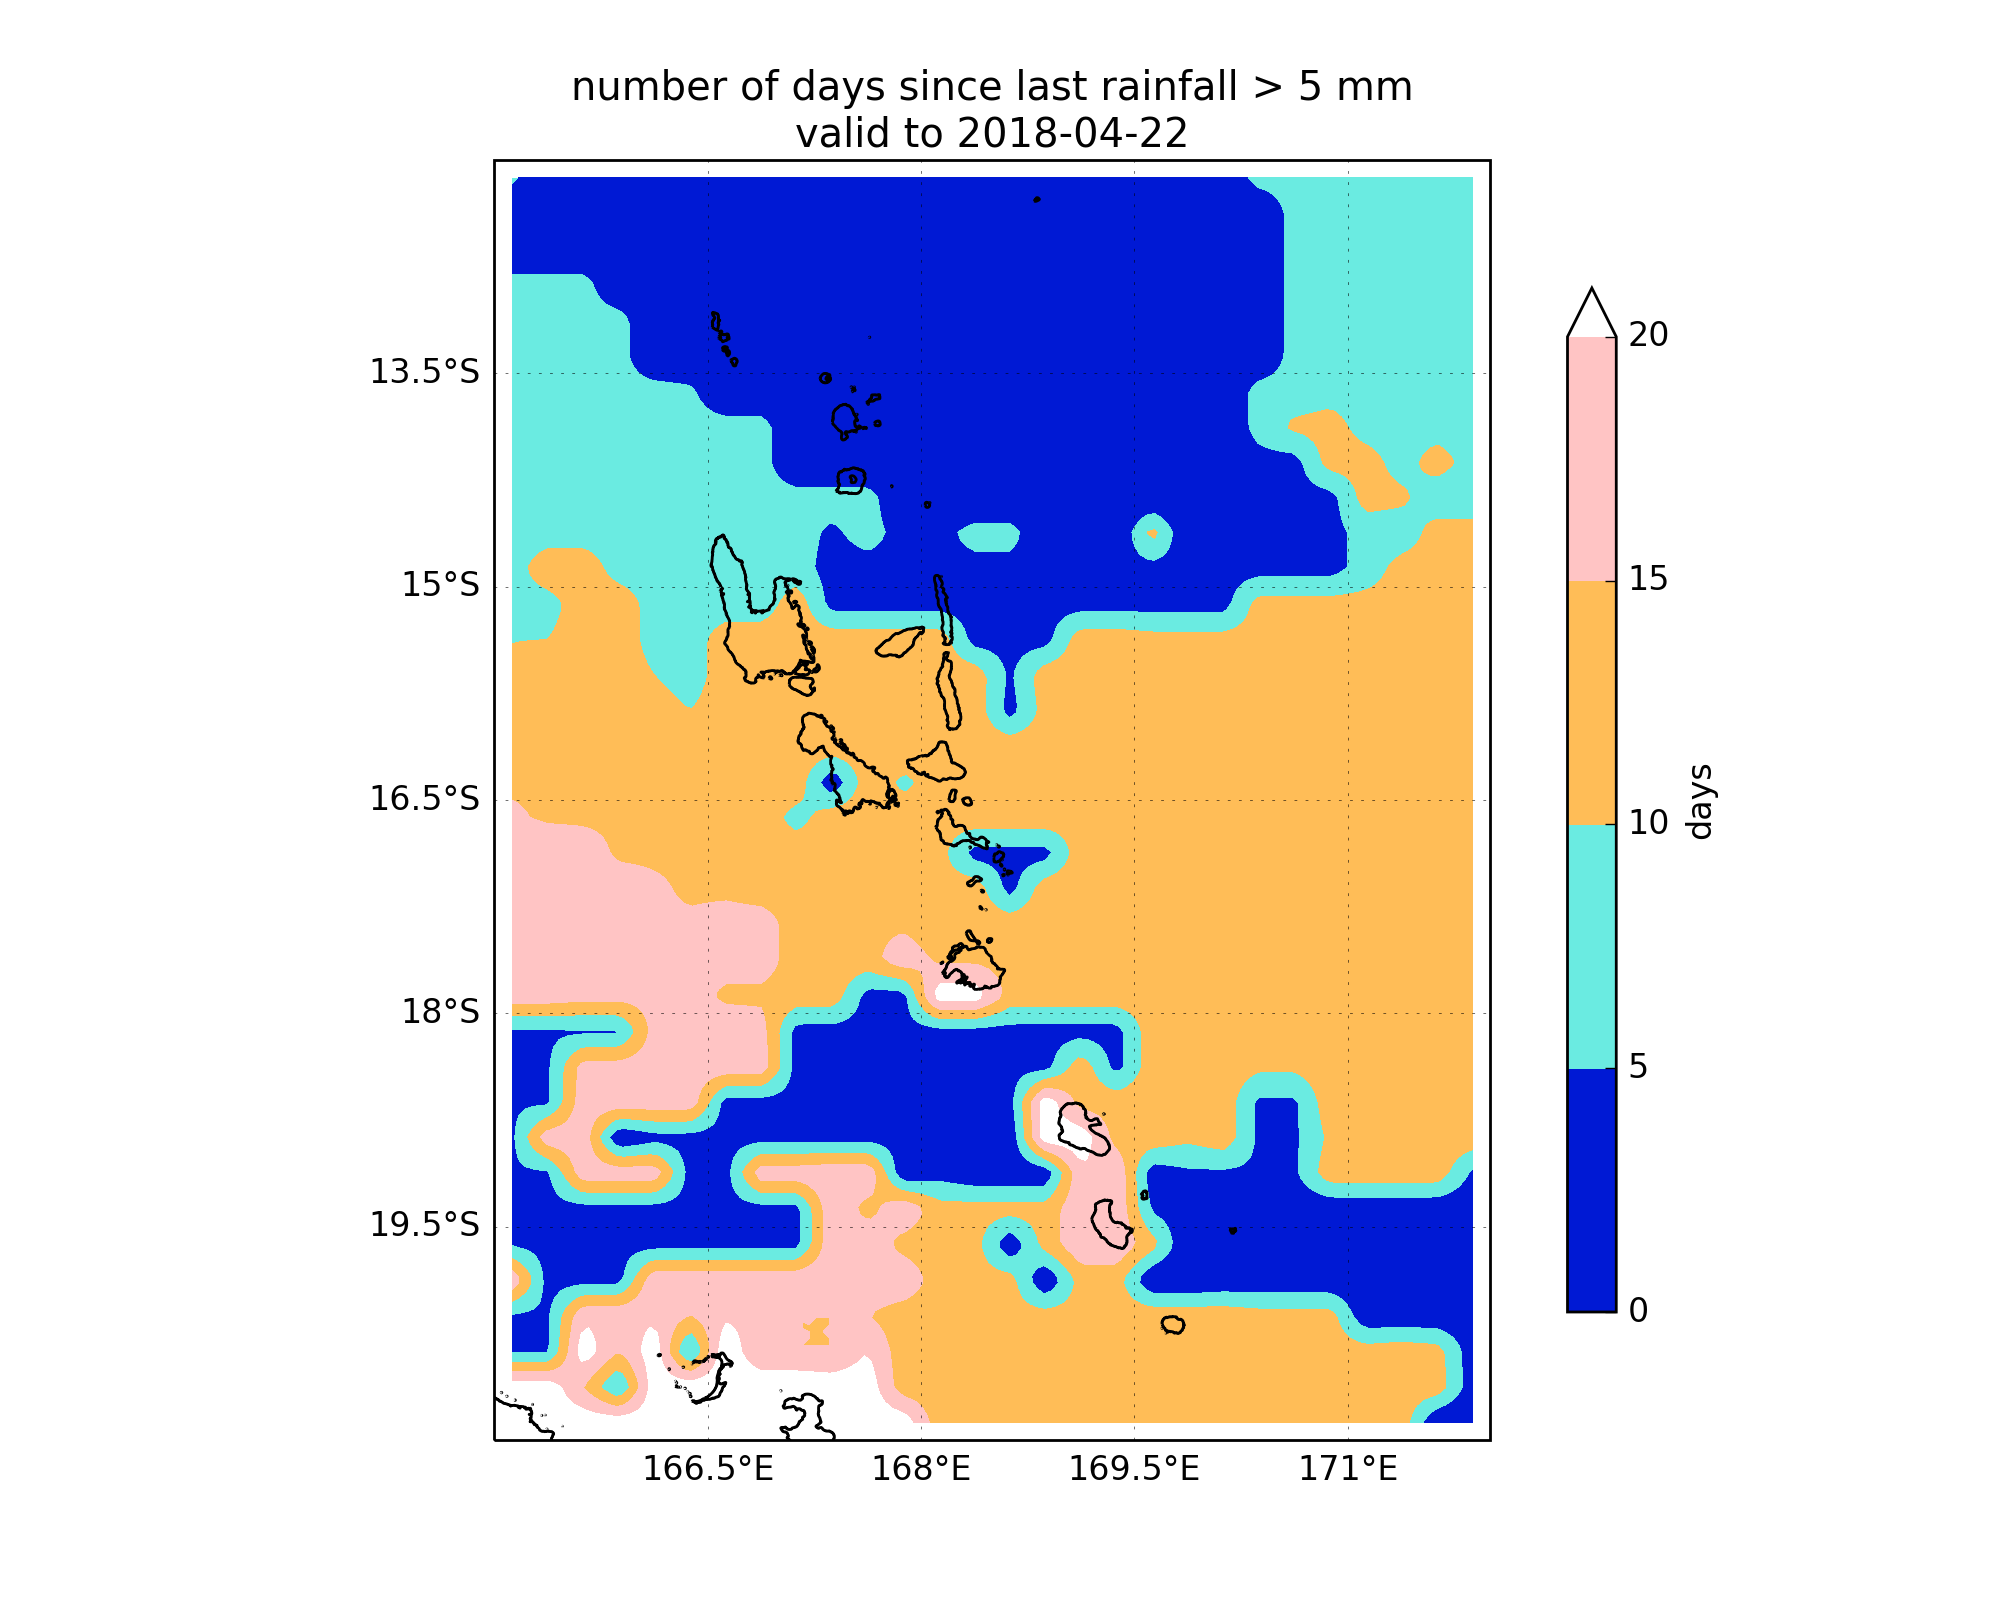 number of days since last rainfall > 5 mm
valid to 2018-04-22
13.5°S
15°S
16.5°S
18°S
19.5°S
166.5°E
168°E
169.5°E
171°E
20
15
10
5
0
days